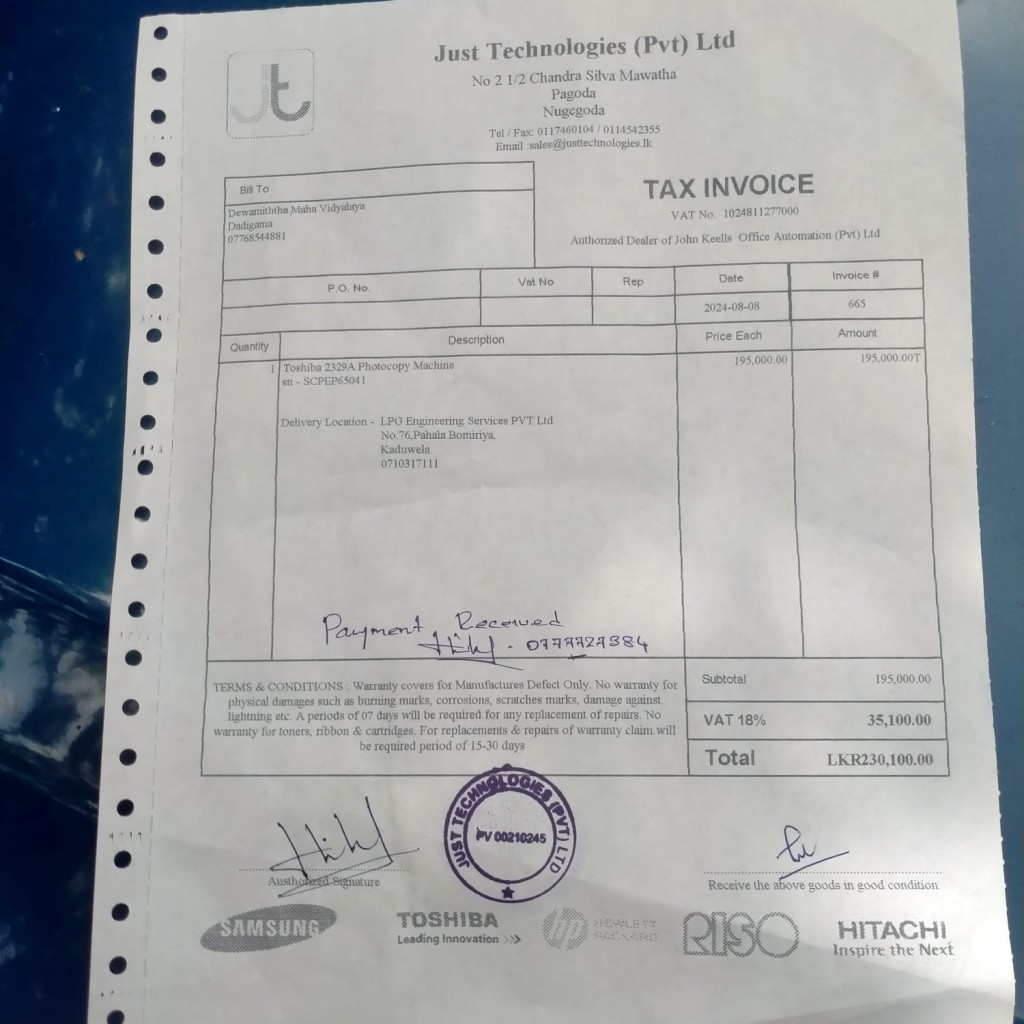 jt
Just Technologies (Pvt) Ltd
No 2 1/2 Chandra Silva Mawatha
Pagoda
Nugegoda
Tel / Fax: 0117460104 / 0114542355
Email :sales@justtechnologies.lk
Bill To
Dewamiththa Maha Vidyalaya
Dadigama
07768544881
TAX INVOICE
VAT No. 1024811277000
Authorized Dealer of John Keells Office Automation (Pvt) Ltd
P.O. No. Vat No Rep Date Invoice #
2024-08-08 665
Quantity Description Price Each Amount
1 Toshiba 2329A Photocopy Machine 195,000.00 195,000.00T
sn - SCPEP65041
Delivery Location - LPG Engineering Services PVT Ltd
No.76,Pahala Bomiriya,
Kaduwela
0710317111
Payment Received
- 0777727384
TERMS & CONDITIONS : Warranty covers for Manufactures Defect Only. No warranty for
physical damages such as burning marks, corrosions, scratches marks, damage against
lightning etc. A periods of 07 days will be required for any replacement of repairs. No
warranty for toners, ribbon & cartridges. For replacements & repairs of warranty claim will
be required period of 15-30 days
Subtotal 195,000.00
VAT 18% 35,100.00
Total LKR230,100.00
JUST TECHNOLOGIES (PVT) LTD
PV 00210245
Austhorized Signature
Receive the above goods in good condition
SAMSUNG
TOSHIBA
Leading Innovation >>>
hp HEWLETT
PACKARD
RISO
HITACHI
Inspire the Next